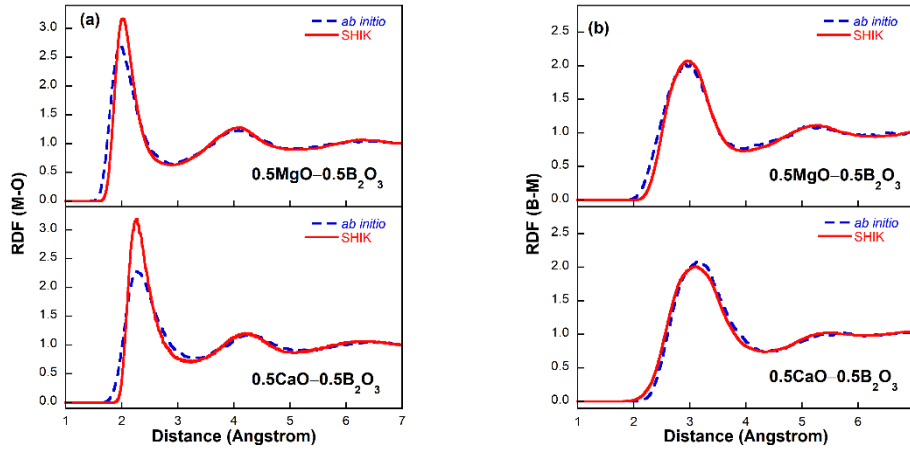 (a)
ab initio
SHIK
3.0
2.5
2.0
1.5
1.0
0.5
0.0
0.5MgO–0.5B₂O₃
RDF (M-O)
ab initio
SHIK
3.0
2.5
2.0
1.5
1.0
0.5
0.0
0.5CaO–0.5B₂O₃
1 2 3 4 5 6 7
Distance (Angstrom)
(b)
ab initio
SHIK
2.5
2.0
1.5
1.0
0.5
0.0
0.5MgO–0.5B₂O₃
RDF (B-M)
ab initio
SHIK
2.5
2.0
1.5
1.0
0.5
0.0
0.5CaO–0.5B₂O₃
1 2 3 4 5 6
Distance (Angstrom)